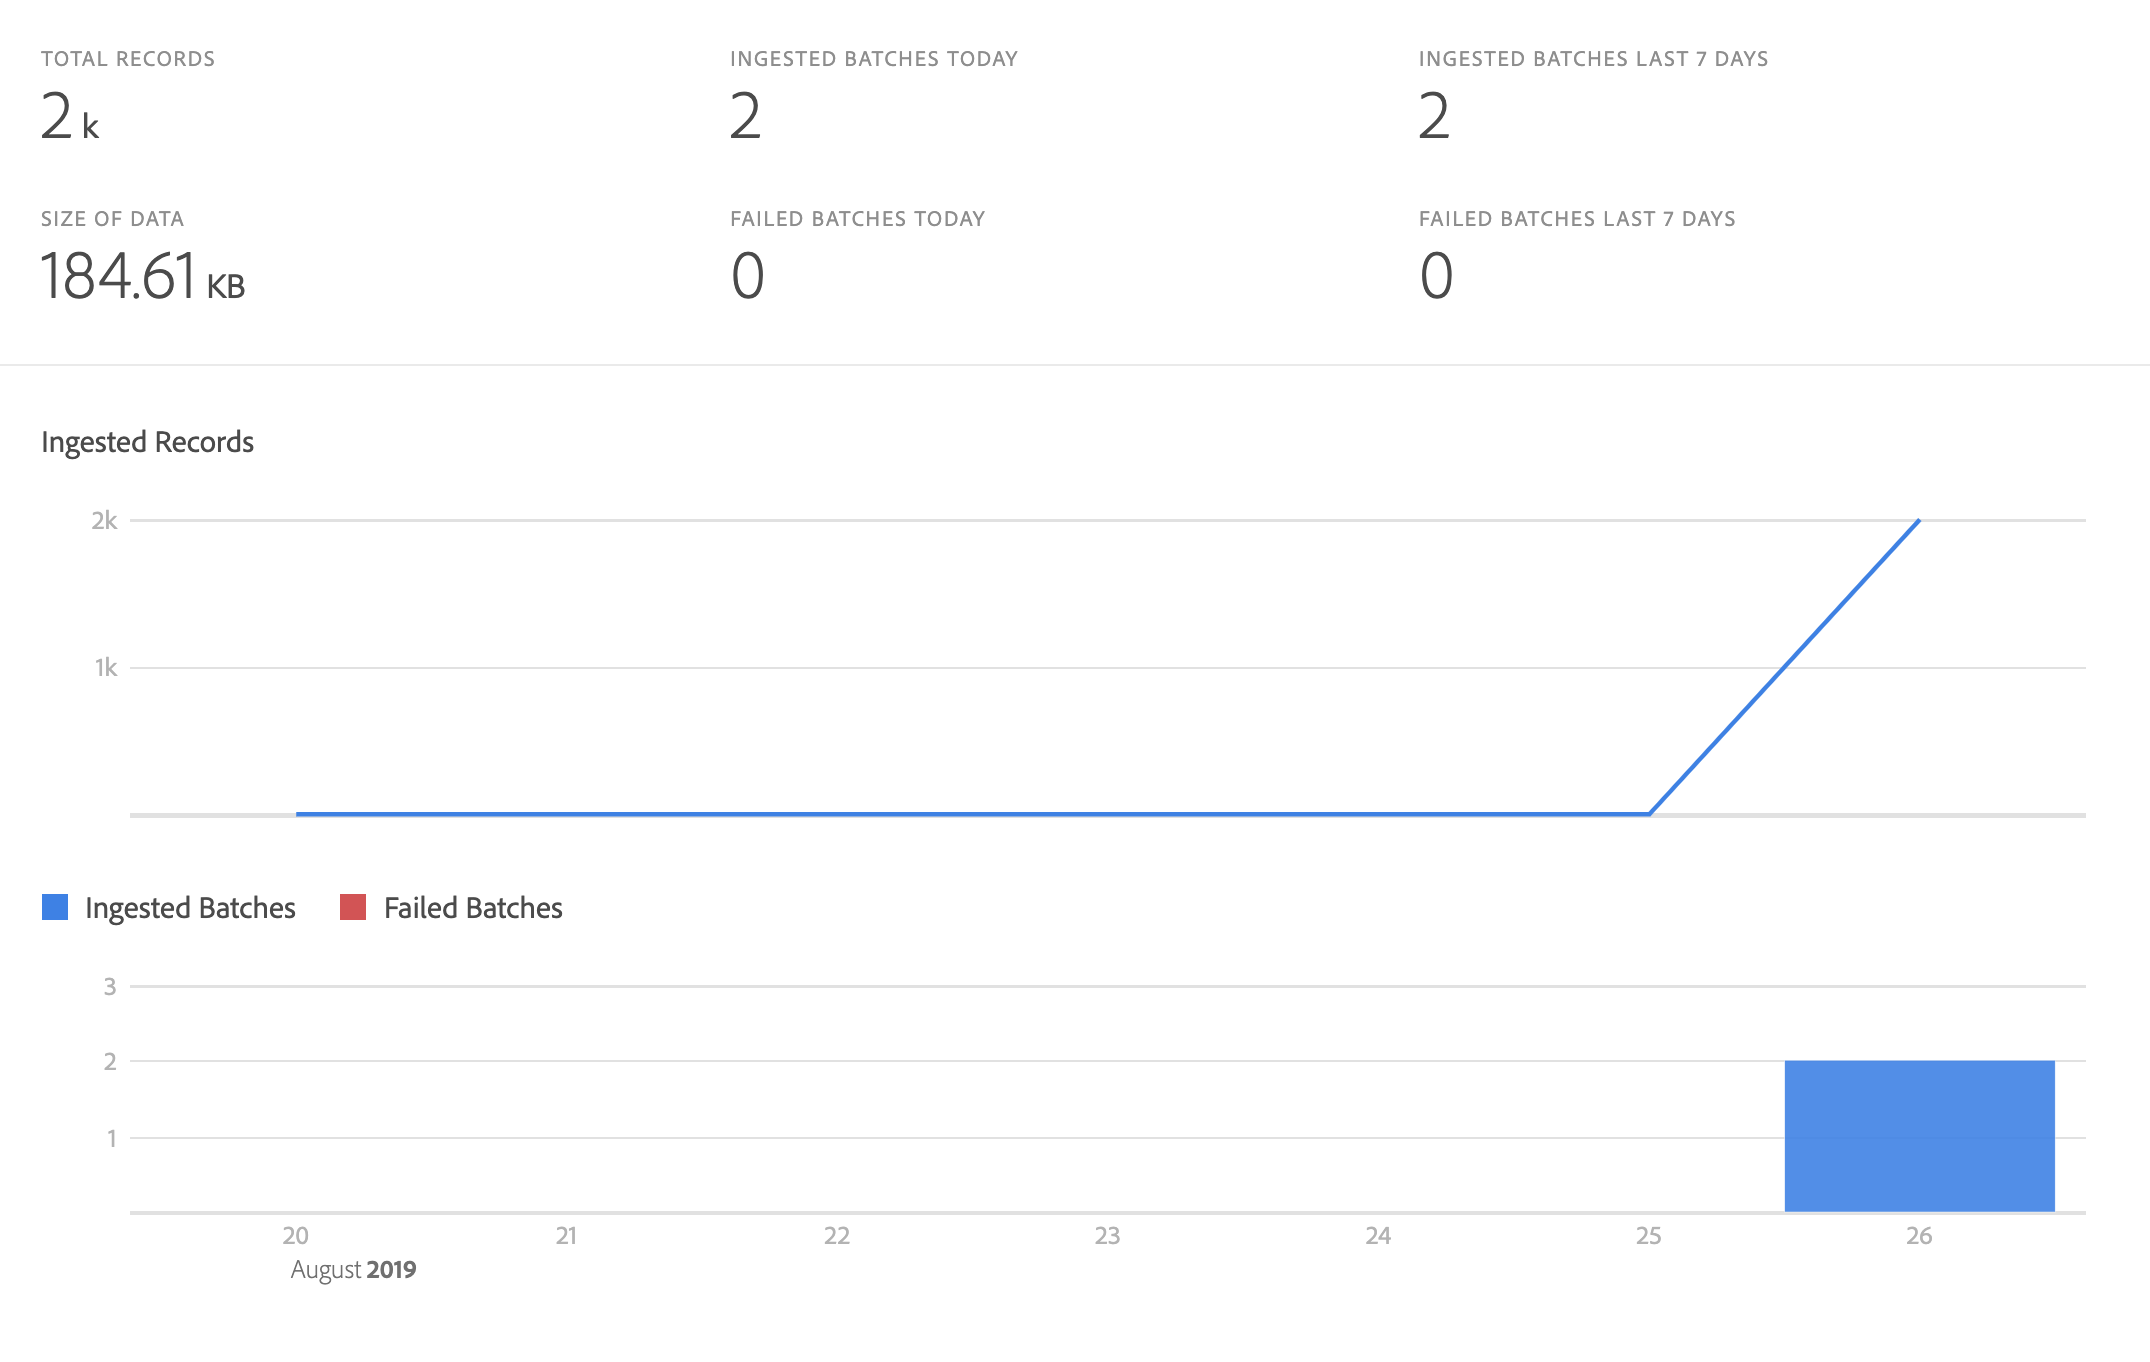 TOTAL RECORDS
2 k
INGESTED BATCHES TODAY
2
INGESTED BATCHES LAST 7 DAYS
2
SIZE OF DATA
184.61 KB
FAILED BATCHES TODAY
0
FAILED BATCHES LAST 7 DAYS
0
Ingested Records
2k
1k
Ingested Batches Failed Batches
3
2
1
20 21 22 23 24 25 26
August 2019